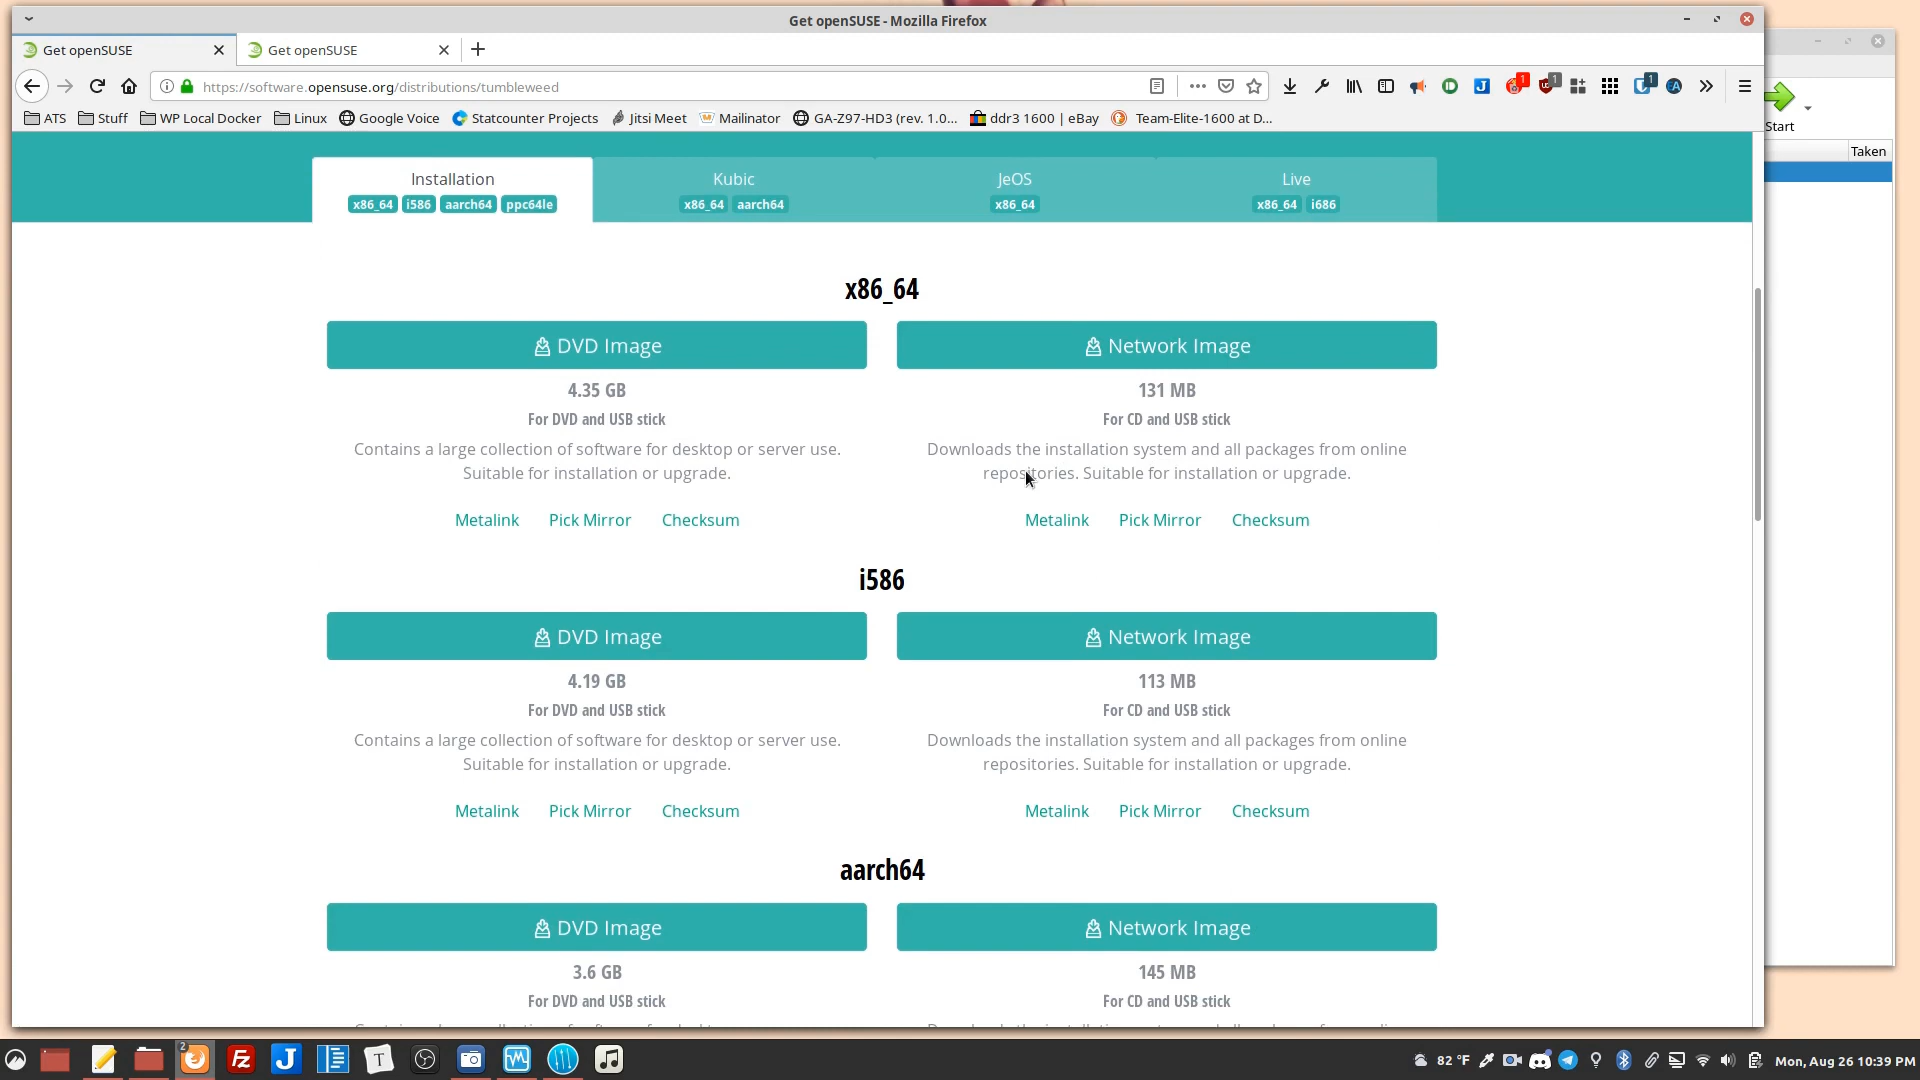 Get openSUSE - Mozilla Firefox
Get openSUSE
Get openSUSE
https://software.opensuse.org/distributions/tumbleweed
1
1
1
ATS Stuff WP Local Docker Linux Google Voice Statcounter Projects Jitsi Meet Mailinator GA-Z97-HD3 (rev. 1.0... ddr3 1600 | eBay Team-Elite-1600 at D...
Start
Taken
Installation
x86_64 i586 aarch64 ppc64le
Kubic
x86_64 aarch64
JeOS
x86_64
Live
x86_64 i686
x86_64
DVD Image
4.35 GB
For DVD and USB stick
Contains a large collection of software for desktop or server use.
Suitable for installation or upgrade.
Metalink Pick Mirror Checksum
Network Image
131 MB
For CD and USB stick
Downloads the installation system and all packages from online
repositories. Suitable for installation or upgrade.
Metalink Pick Mirror Checksum
i586
DVD Image
4.19 GB
For DVD and USB stick
Contains a large collection of software for desktop or server use.
Suitable for installation or upgrade.
Metalink Pick Mirror Checksum
Network Image
113 MB
For CD and USB stick
Downloads the installation system and all packages from online
repositories. Suitable for installation or upgrade.
Metalink Pick Mirror Checksum
aarch64
DVD Image
3.6 GB
For DVD and USB stick
Network Image
145 MB
For CD and USB stick
2
Fz
J
T
82 °F
Mon, Aug 26 10:39 PM